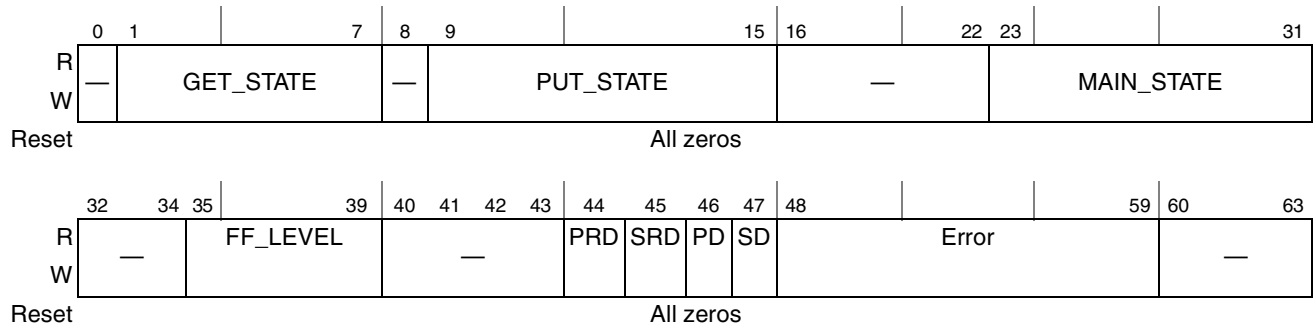 0 1 7 8 9 15 16 22 23 31
R
W
— GET_STATE — PUT_STATE — MAIN_STATE
Reset All zeros
32 34 35 39 40 41 42 43 44 45 46 47 48 59 60 63
R
W
— FF_LEVEL — PRD SRD PD SD Error —
Reset All zeros